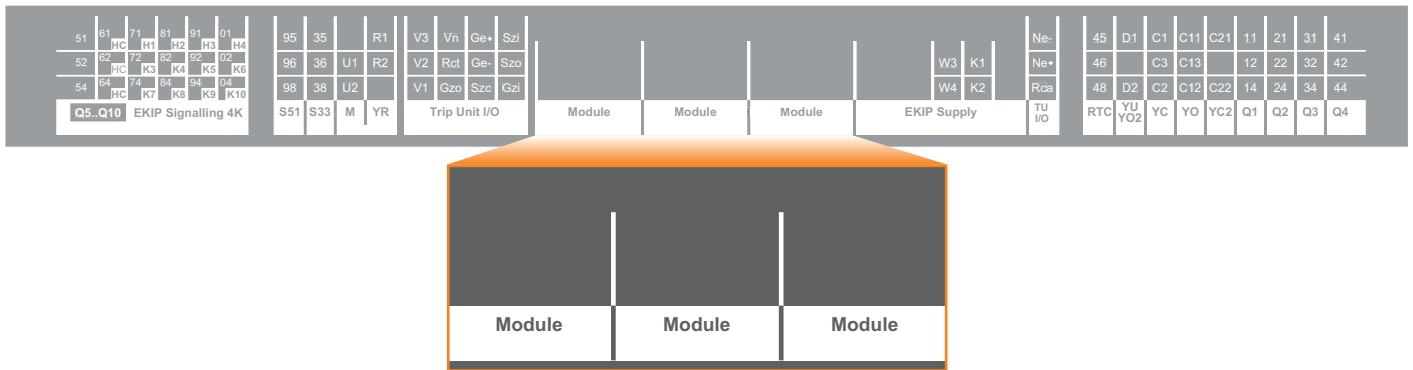 51 61 HC 71 H1 81 H2 91 H3 01 H4 95 35 R1 V3 Vn Ge+ Szi Ne- 45 D1 C1 C11 C21 11 21 31 41
52 62 HC 72 K3 82 K4 92 K5 02 K6 96 36 U1 R2 V2 Rct Ge- Szo W3 K1 Ne+ 46 C3 C13 12 22 32 42
54 64 HC 74 K7 84 K8 94 K9 04 K10 98 38 U2 V1 Gzo Szc Gzi W4 K2 Rca 48 D2 C2 C12 C22 14 24 34 44
Q5..Q10 EKIP Signalling 4K S51 S33 M YR Trip Unit I/O Module Module Module EKIP Supply TU I/O RTC YU YO2 YC YO YC2 Q1 Q2 Q3 Q4
Module Module Module